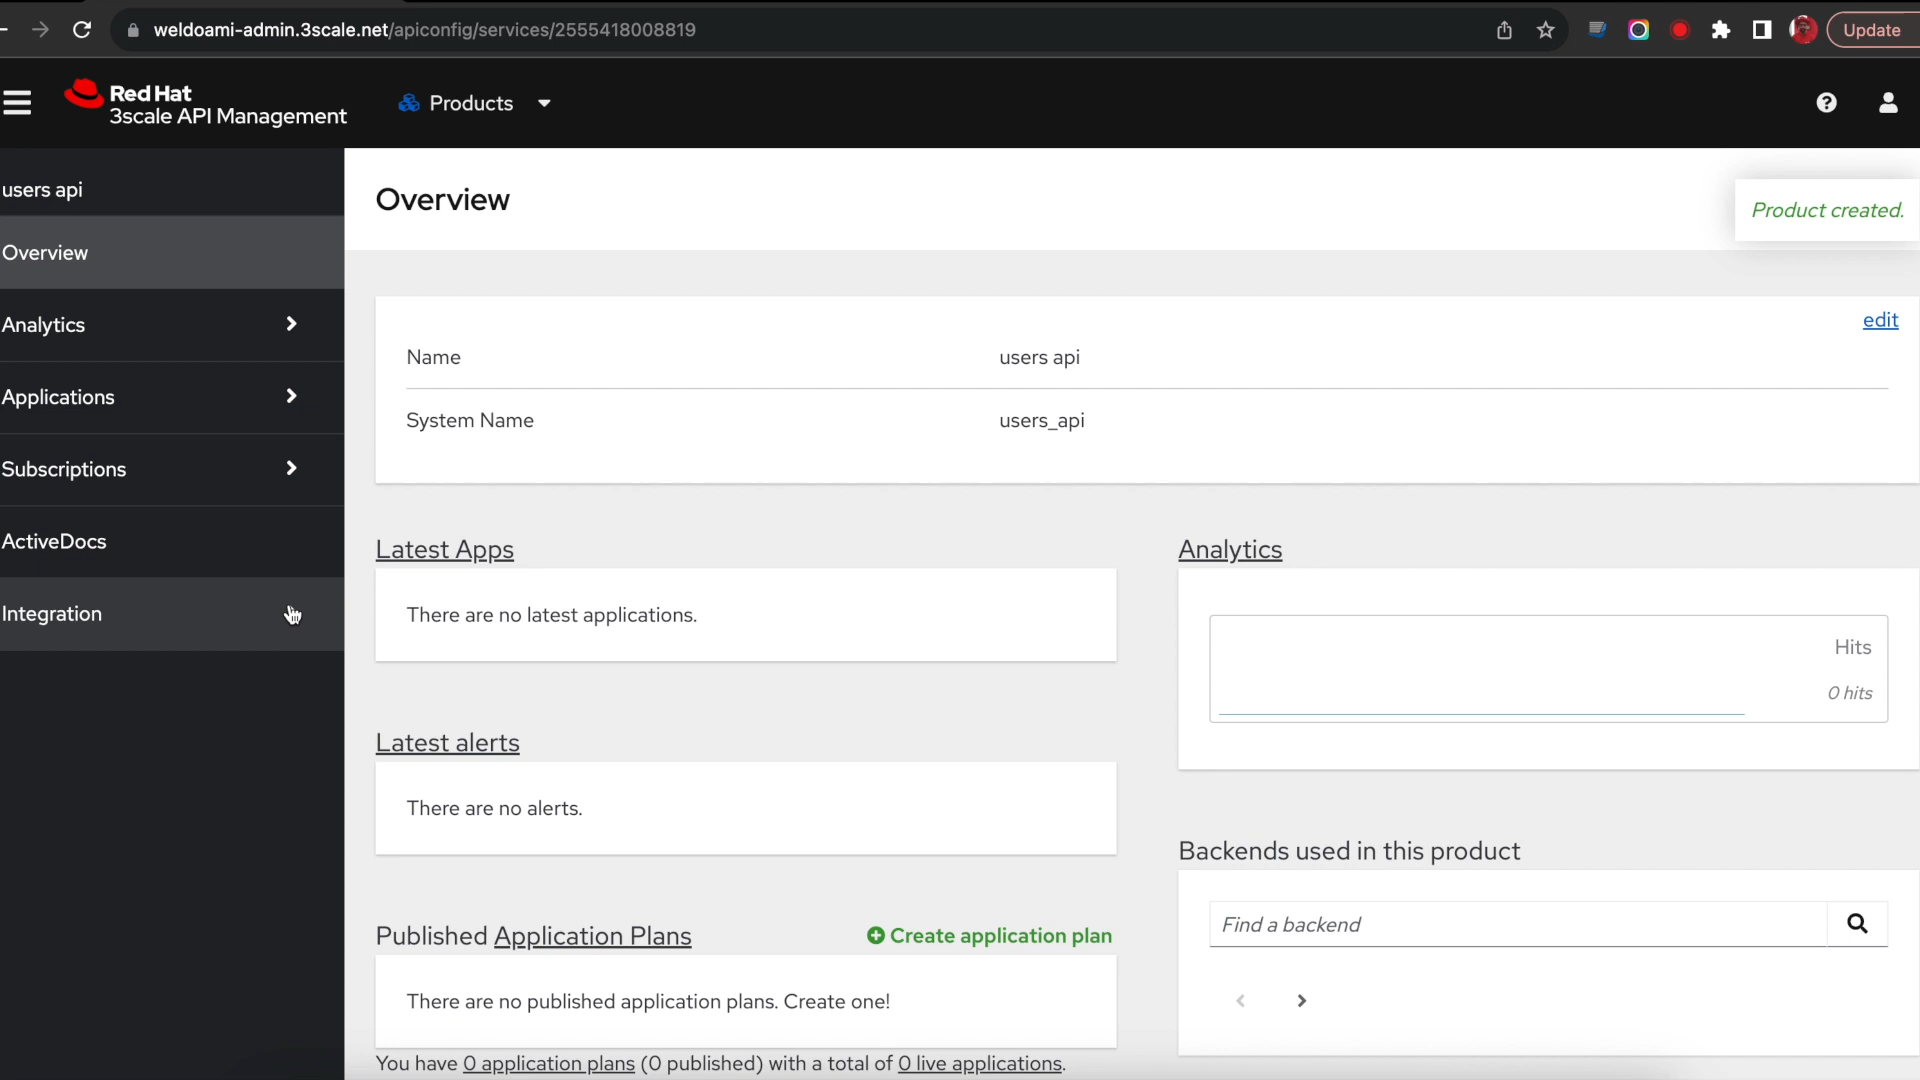 weldoami-admin.3scale.net/apiconfig/services/2555418008819
Update
Red Hat
3scale API Management
Products
users api
Overview
Analytics
Applications
Subscriptions
ActiveDocs
Integration
Overview
Product created.
edit
Name users api
System Name users_api
Latest Apps
There are no latest applications.
Latest alerts
There are no alerts.
Published Application Plans
Create application plan
There are no published application plans. Create one!
You have 0 application plans (0 published) with a total of 0 live applications.
Analytics
Hits
0 hits
Backends used in this product
Find a backend